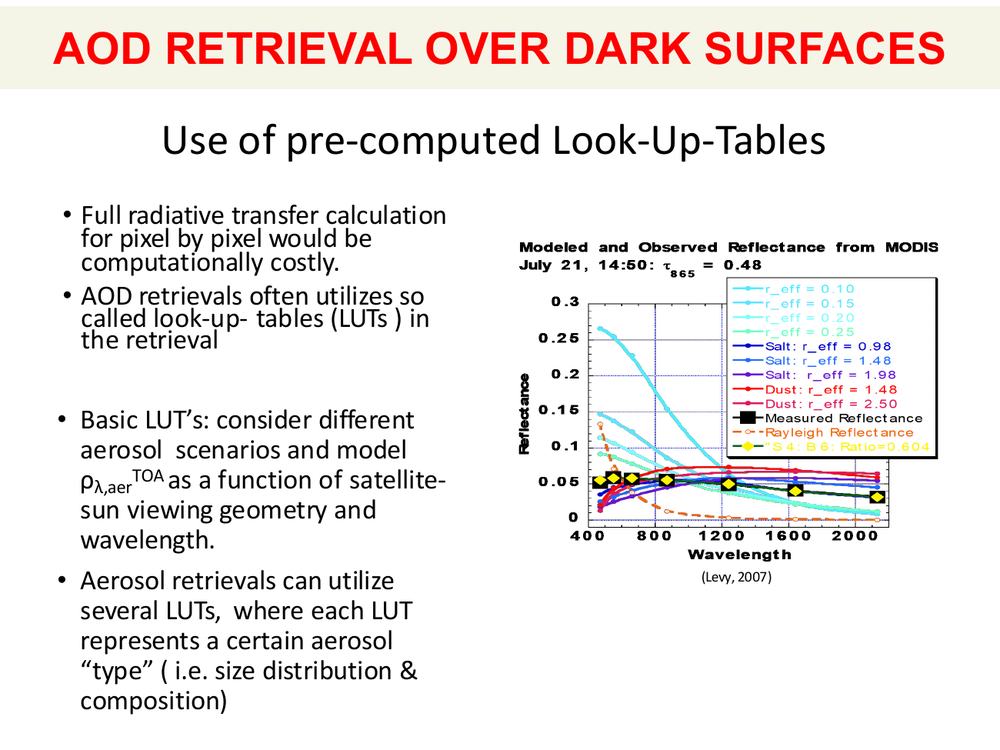 AOD RETRIEVAL OVER DARK SURFACES
Use of pre-computed Look-Up-Tables
• Full radiative transfer calculation
for pixel by pixel would be
computationally costly.
• AOD retrievals often utilizes so
called look-up- tables (LUTs ) in
the retrieval
• Basic LUT’s: consider different
aerosol scenarios and model
ρλ,aerTOA as a function of satellite-
sun viewing geometry and
wavelength.
• Aerosol retrievals can utilize
several LUTs, where each LUT
represents a certain aerosol
“type” ( i.e. size distribution &
composition)
Modeled and Observed Reflectance from MODIS
July 21, 14:50: τ865 = 0.48
r_eff = 0.10
r_eff = 0.15
r_eff = 0.20
r_eff = 0.25
Salt: r_eff = 0.98
Salt: r_eff = 1.48
Salt: r_eff = 1.98
Dust: r_eff = 1.48
Dust: r_eff = 2.50
Measured Reflectance
Rayleigh Reflectance
"S4: B6: Ratio=0.604
Reflectance
0.3
0.25
0.2
0.15
0.1
0.05
0
400 800 1200 1600 2000
Wavelength
(Levy, 2007)